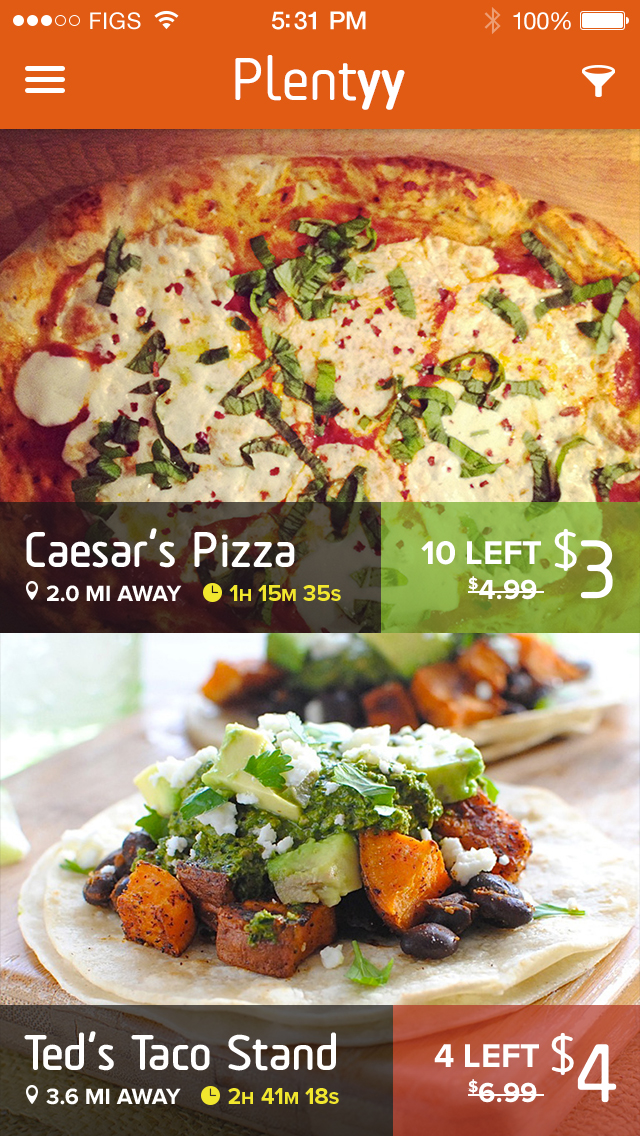 FIGS 5:31 PM 100%
Plentyy
Caesar's Pizza
2.0 MI AWAY 1H 15M 35S
10 LEFT $3
$4.99
Ted's Taco Stand
3.6 MI AWAY 2H 41M 18S
4 LEFT $4
$6.99